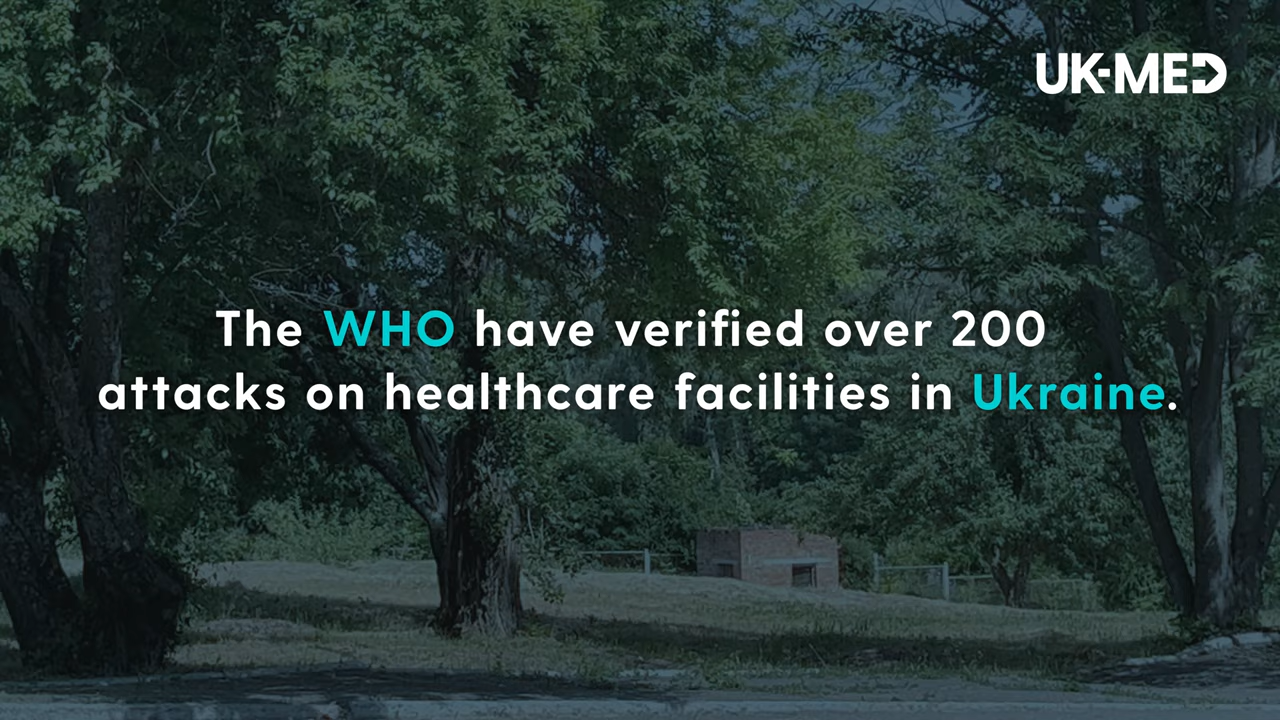 UK-MED
The WHO have verified over 200
attacks on healthcare facilities in Ukraine.